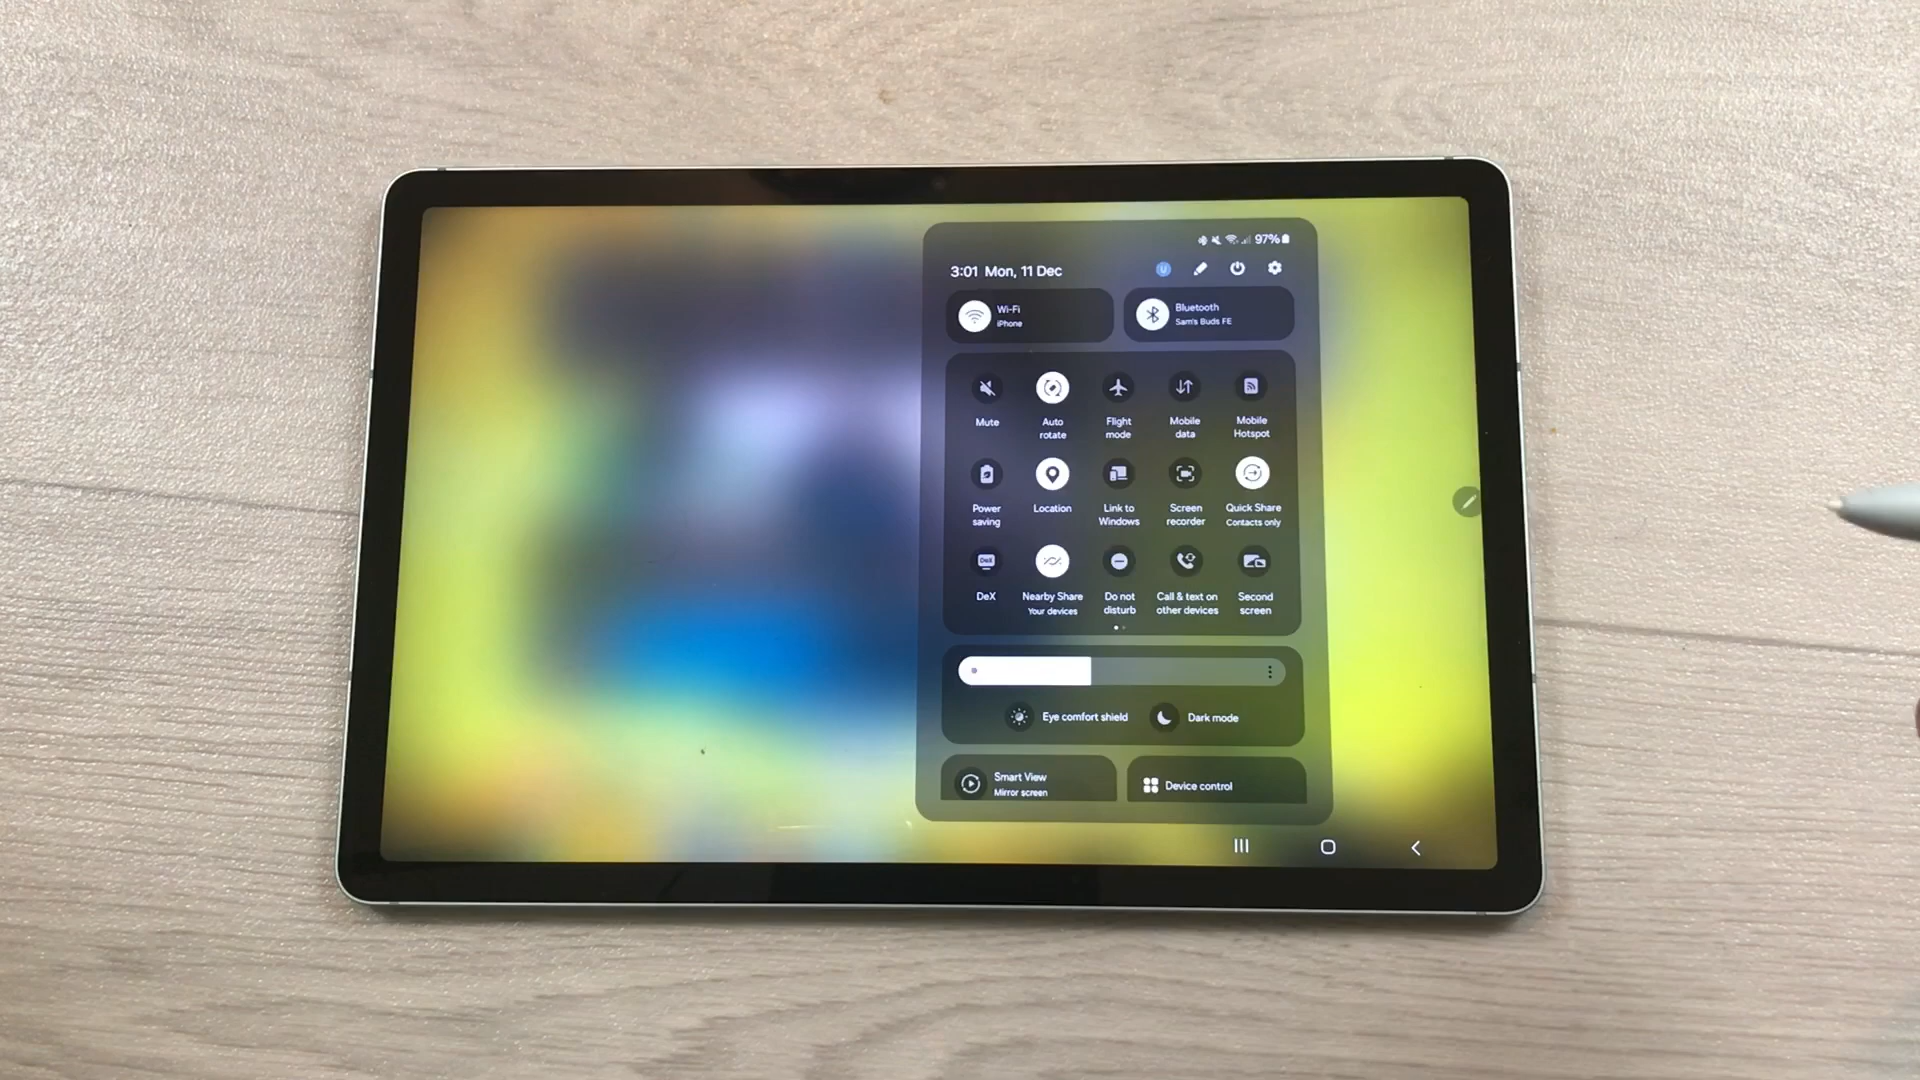 97%
3:01 Mon, 11 Dec
Wi-Fi
iPhone
Bluetooth
Sam's Buds FE
Mute
Auto
rotate
Flight
mode
Mobile
data
Mobile
Hotspot
Power
saving
Location
Link to
Windows
Screen
recorder
Quick Share
Contacts only
DeX
DeX
Nearby Share
Your devices
Do not
disturb
Call & text on
other devices
Second
screen
Eye comfort shield
Dark mode
Smart View
Mirror screen
Device control